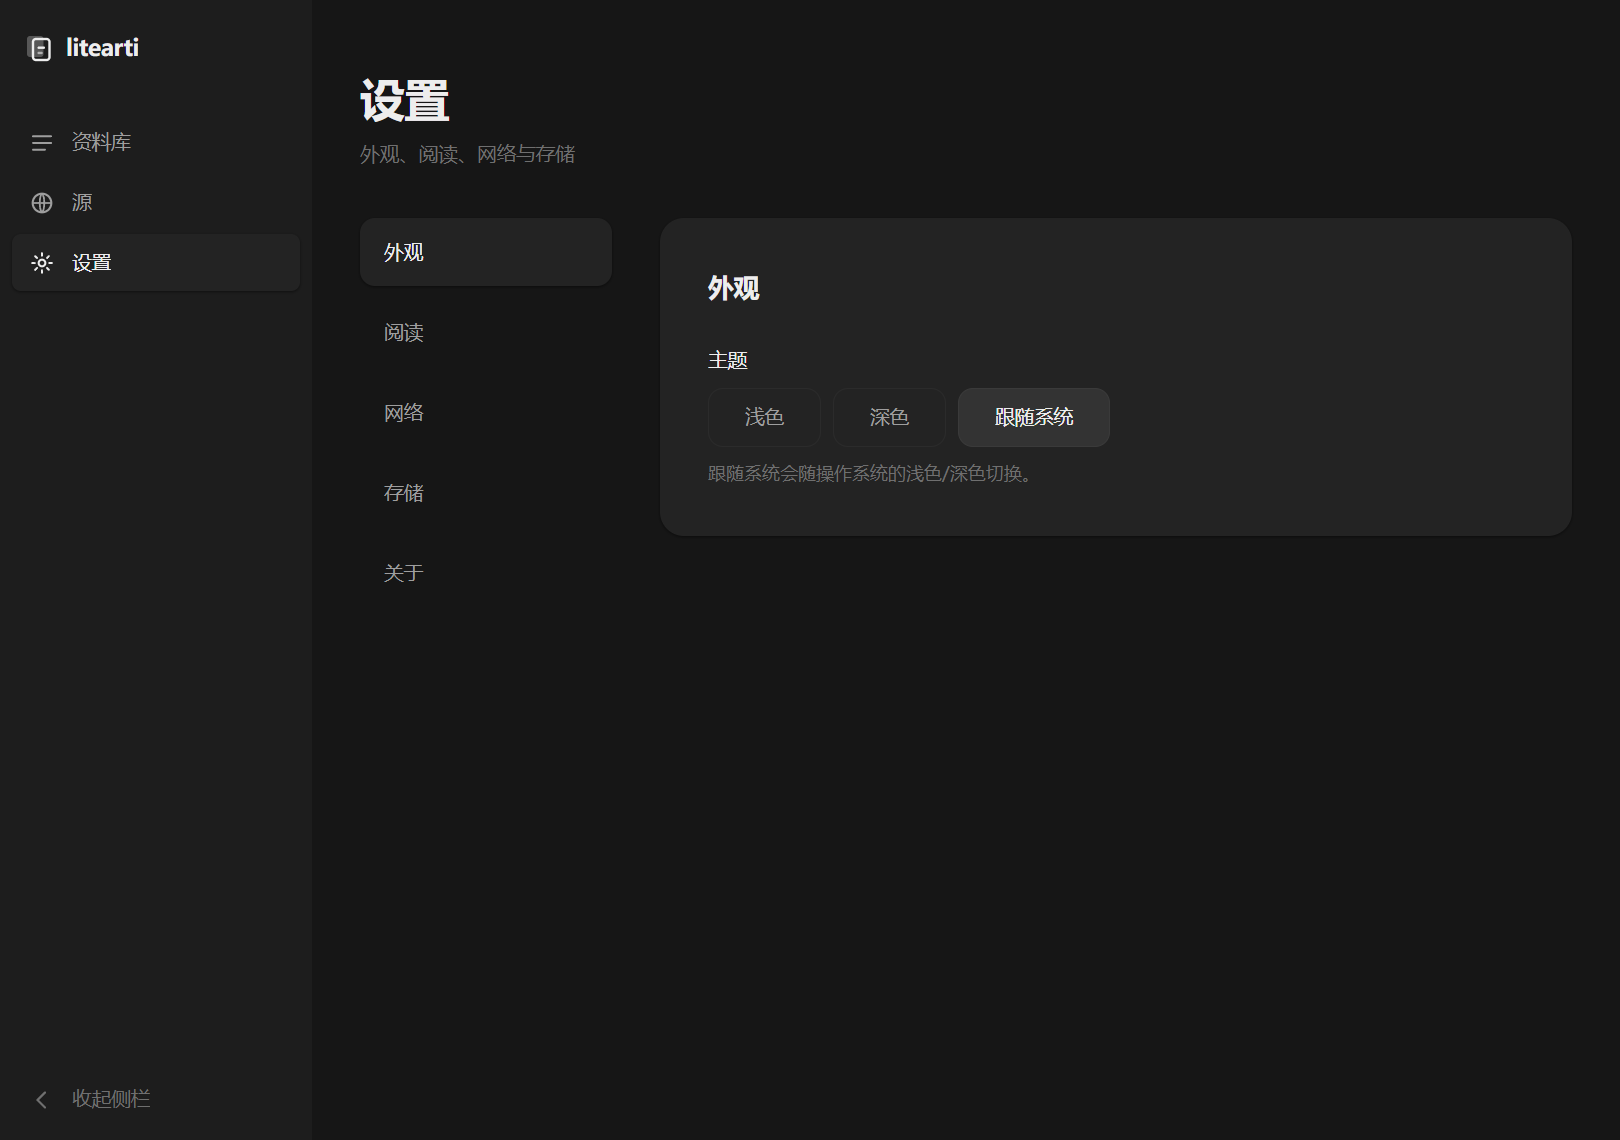 litearti
资料库
源
设置
收起侧栏
设置
外观、阅读、网络与存储
外观
阅读
网络
存储
关于
外观
主题
浅色 深色 跟随系统
跟随系统会随操作系统的浅色/深色切换。